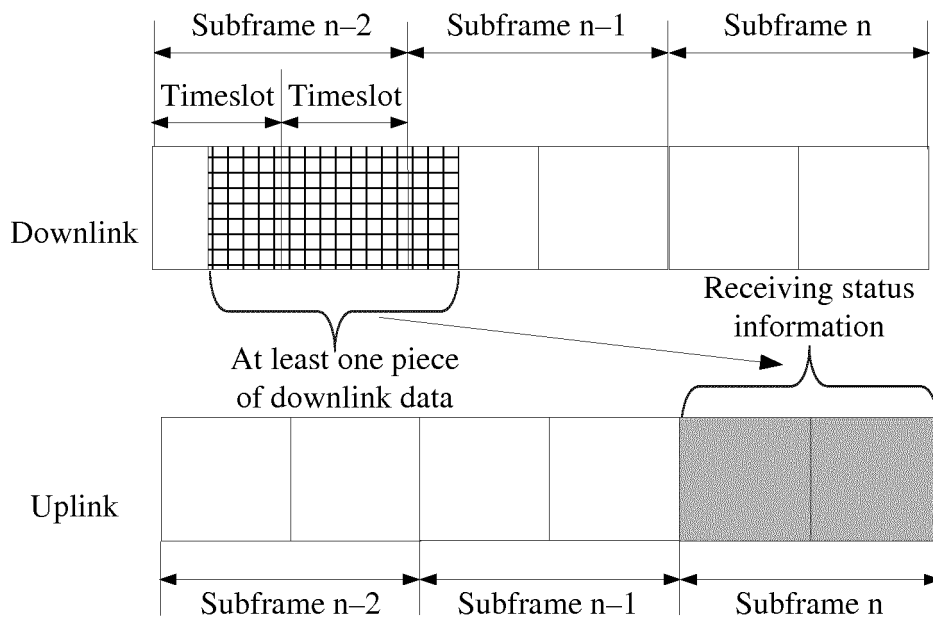 Subframe n–2
Subframe n–1
Subframe n
Timeslot
Timeslot
Downlink
Receiving status
information
At least one piece
of downlink data
Uplink
Subframe n–2
Subframe n–1
Subframe n